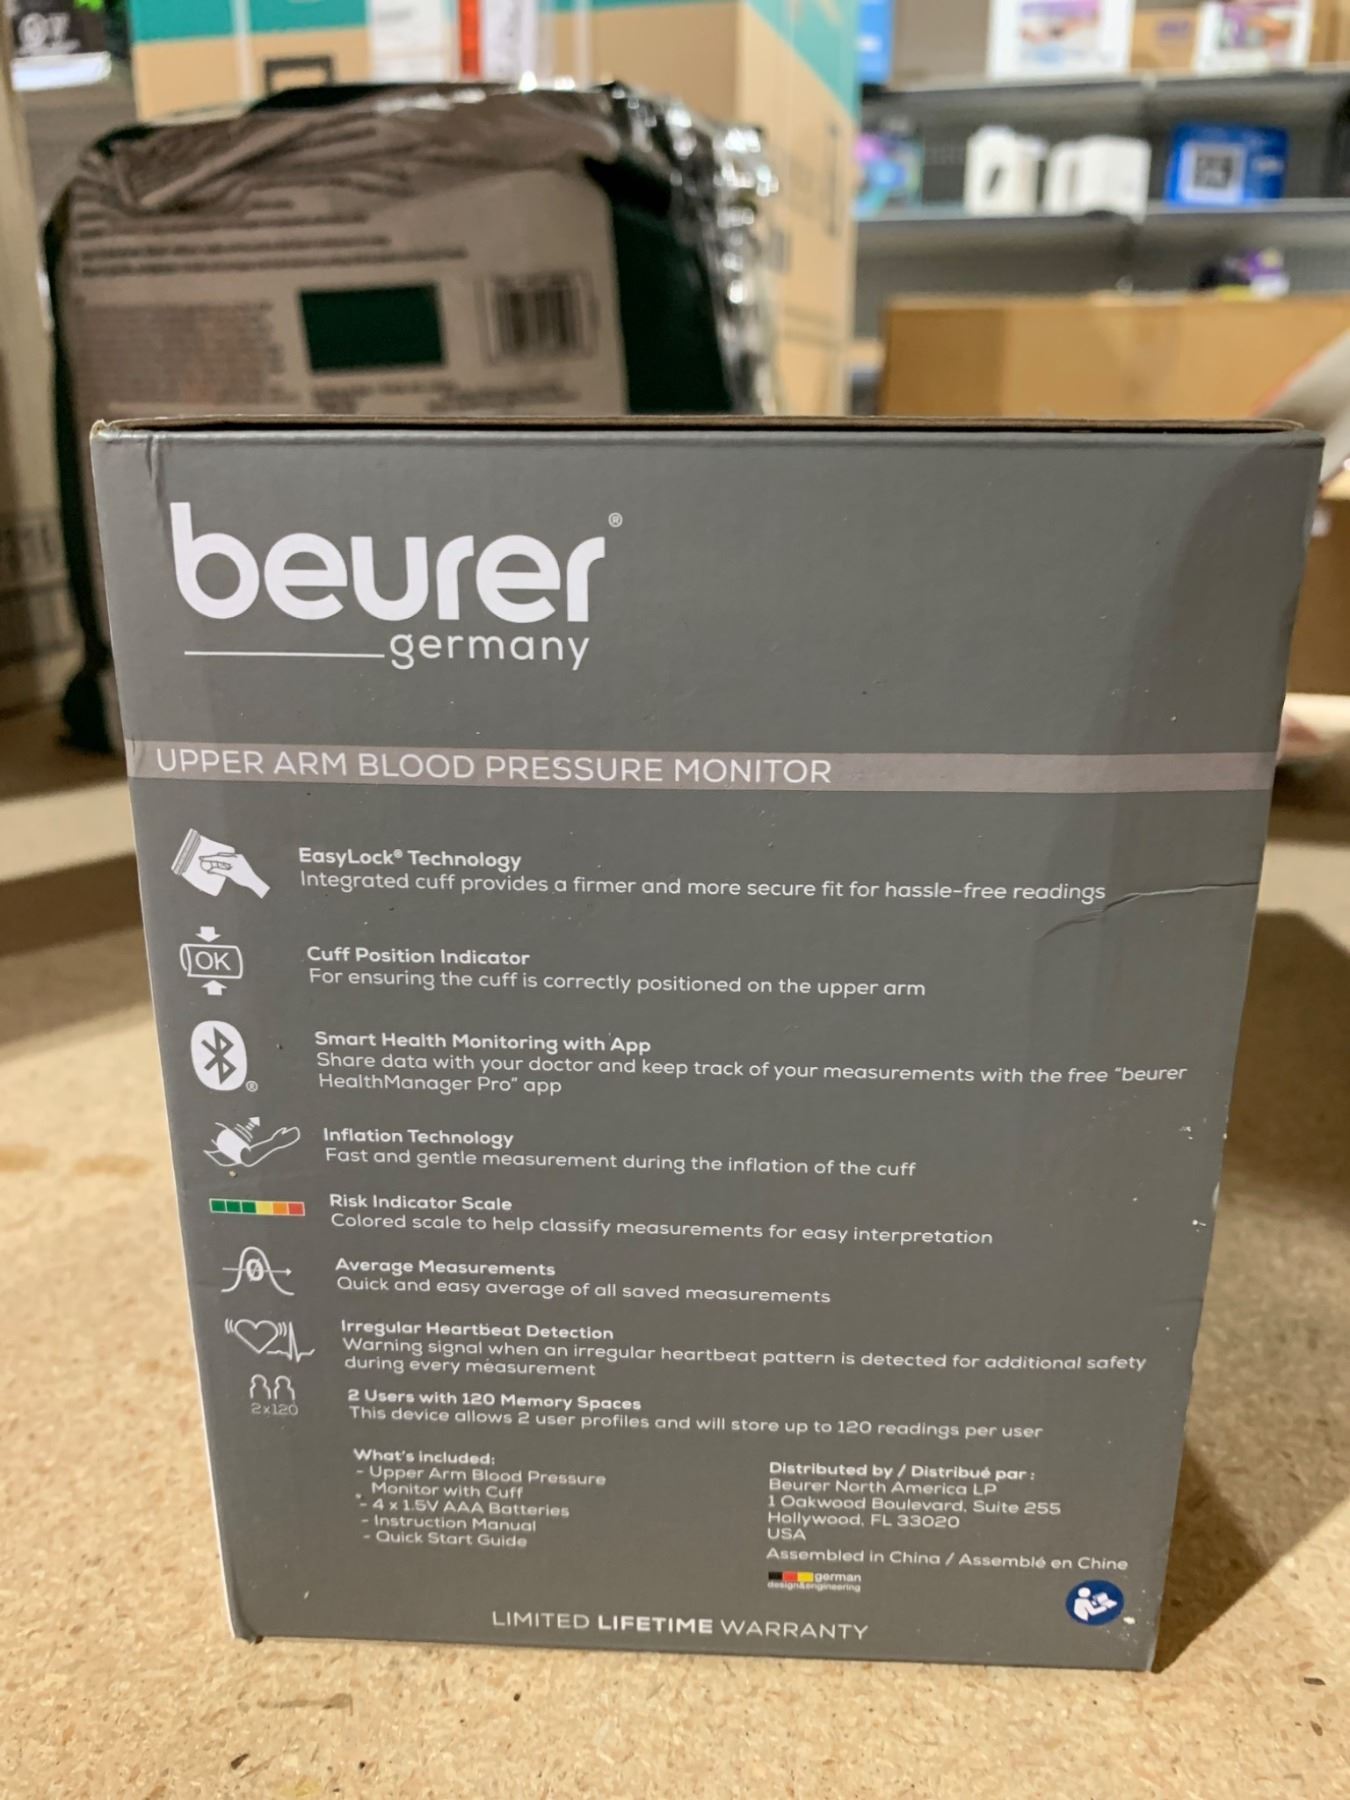 beurer®
germany
UPPER ARM BLOOD PRESSURE MONITOR
EasyLock® Technology
Integrated cuff provides a firmer and more secure fit for hassle-free readings
OK
Cuff Position Indicator
For ensuring the cuff is correctly positioned on the upper arm
®
Smart Health Monitoring with App
Share data with your doctor and keep track of your measurements with the free "beurer
HealthManager Pro" app
Inflation Technology
Fast and gentle measurement during the inflation of the cuff
Risk Indicator Scale
Colored scale to help classify measurements for easy interpretation
Average Measurements
Quick and easy average of all saved measurements
Irregular Heartbeat Detection
Warning signal when an irregular heartbeat pattern is detected for additional safety
during every measurement
2x120
2 Users with 120 Memory Spaces
This device allows 2 user profiles and will store up to 120 readings per user
What's included:
- Upper Arm Blood Pressure
Monitor with Cuff
- 4 x 1.5V AAA Batteries
- Instruction Manual
- Quick Start Guide
Distributed by / Distribué par :
Beurer North America LP
1 Oakwood Boulevard, Suite 255
Hollywood, FL 33020
USA
Assembled in China / Assemblé en Chine
german
design&engineering
LIMITED LIFETIME WARRANTY